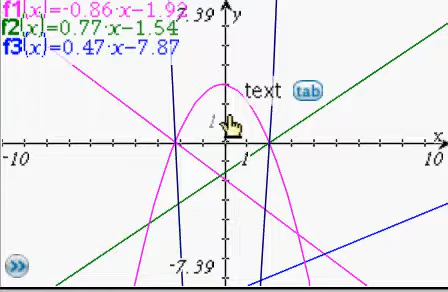 f1(x)=-0.86·x-1.92
7.39
y
f2(x)=0.77·x-1.54
f3(x)=0.47·x-7.87
text tab
1
x
-10
1
10
-7.39